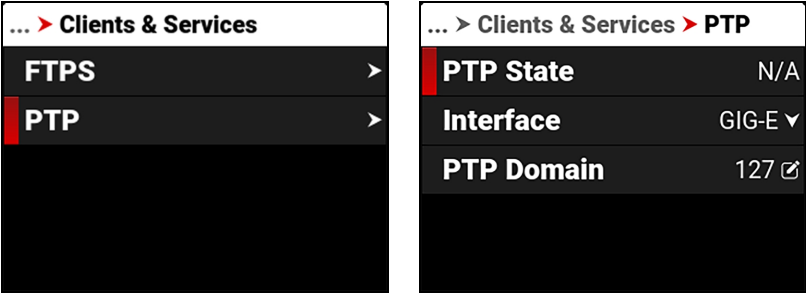 ... > Clients & Services
FTPS >
PTP >
... > Clients & Services > PTP
PTP State N/A
Interface GIG-E
PTP Domain 127